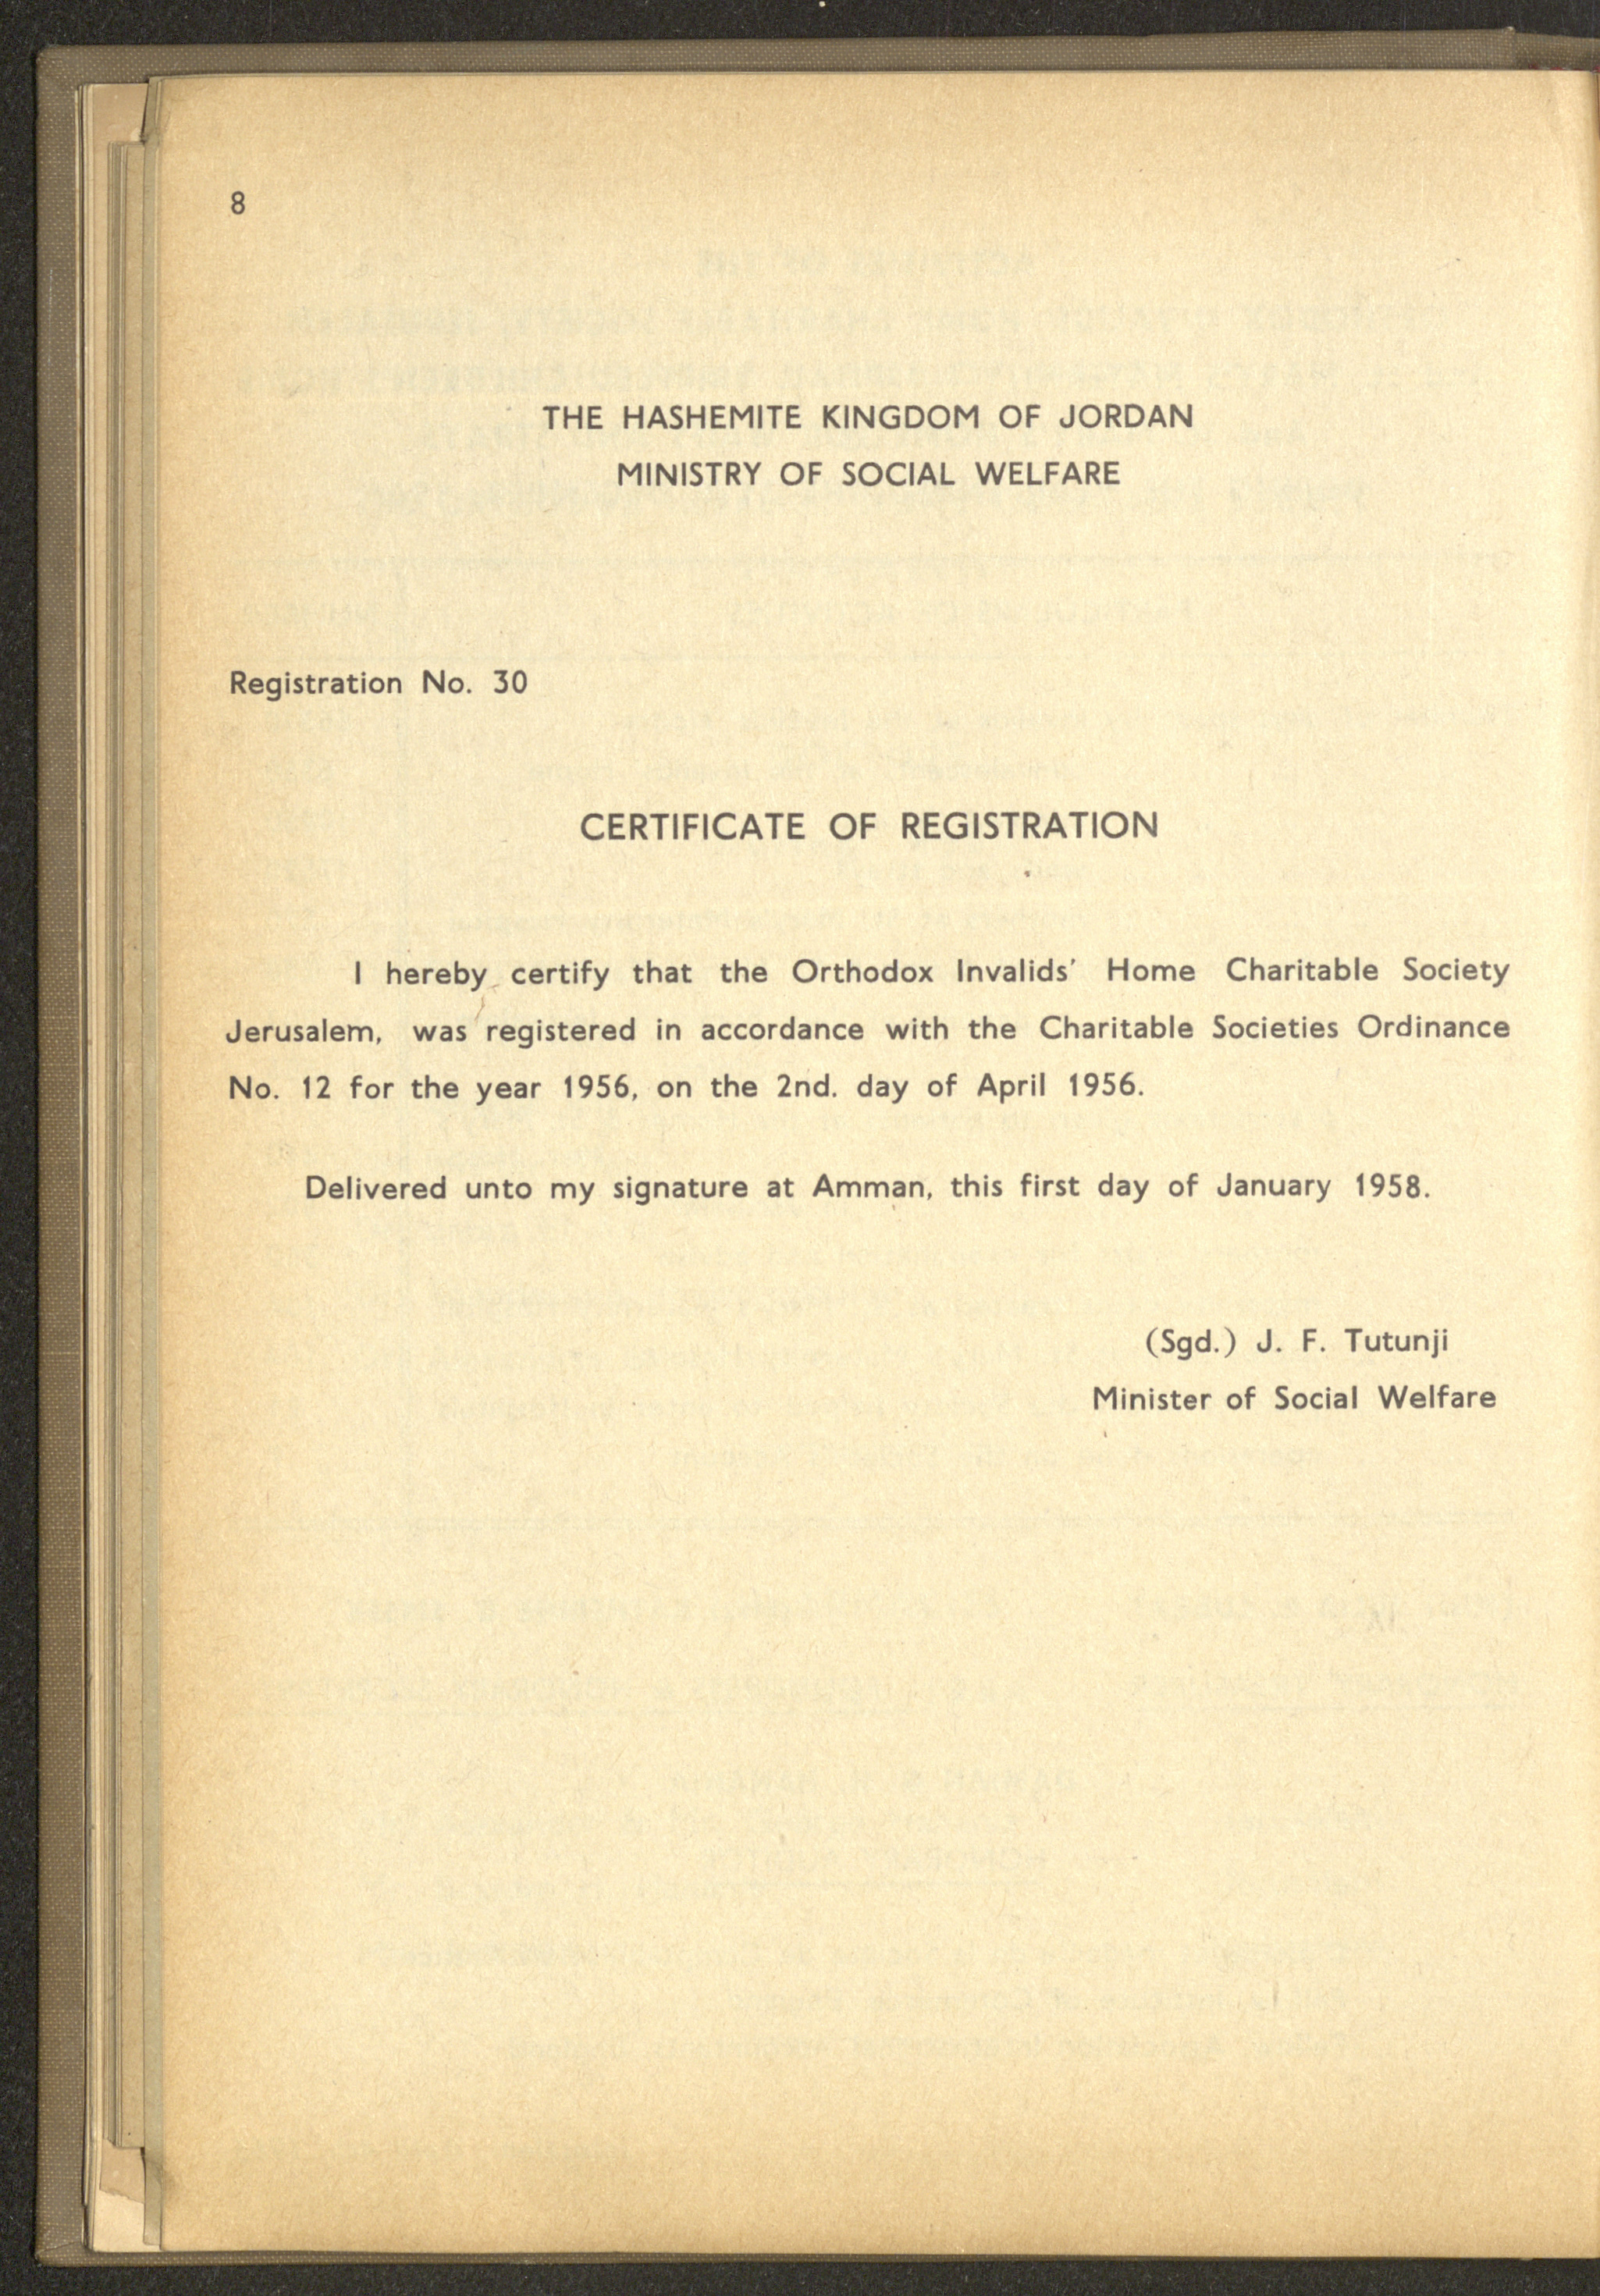 8
THE HASHEMITE KINGDOM OF JORDAN
MINISTRY OF SOCIAL WELFARE
Registration No. 30
CERTIFICATE OF REGISTRATION
I hereby certify that the Orthodox Invalids' Home Charitable Society
Jerusalem, was registered in accordance with the Charitable Societies Ordinance
No. 12 for the year 1956, on the 2nd. day of April 1956.
Delivered unto my signature at Amman, this first day of January 1958.
(Sgd.) J. F. Tutunji
Minister of Social Welfare